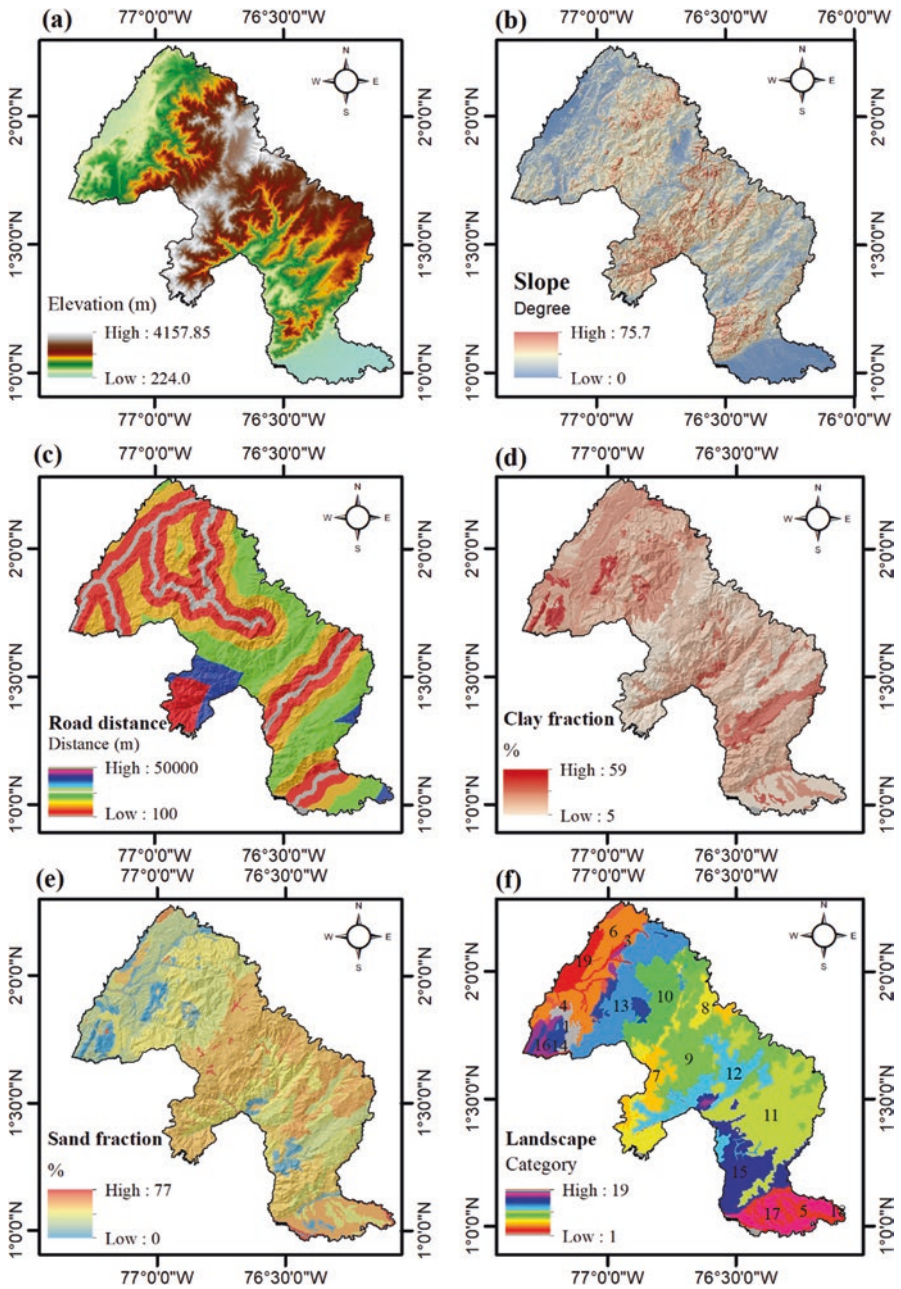 (a)
77°0'0"W 76°30'0"W
N
W E
S
2°0'0"N
1°30'0"N
1°0'0"N
Elevation (m)
High : 4157.85
Low : 224.0
77°0'0"W 76°30'0"W
(b)
77°0'0"W 76°30'0"W 76°0'0"W
N
W E
S
2°0'0"N
1°30'0"N
1°0'0"N
Slope
Degree
High : 75.7
Low : 0
77°0'0"W 76°30'0"W 76°0'0"W
(c)
N
W E
S
2°0'0"N
1°30'0"N
1°0'0"N
Road distance
Distance (m)
High : 50000
Low : 100
77°0'0"W 76°30'0"W
(d)
N
W E
S
2°0'0"N
1°30'0"N
1°0'0"N
Clay fraction
%
High : 59
Low : 5
77°0'0"W 76°30'0"W
(e)
77°0'0"W 76°30'0"W
N
W E
S
2°0'0"N
1°30'0"N
1°0'0"N
Sand fraction
%
High : 77
Low : 0
77°0'0"W 76°30'0"W
(f)
77°0'0"W 76°30'0"W
N
W E
S
6
3
19
10
4
13
8
1
16
14
9
7
12
11
15
17
5
2°0'0"N
1°30'0"N
1°0'0"N
Landscape
Category
High : 19
Low : 1
77°0'0"W 76°30'0"W